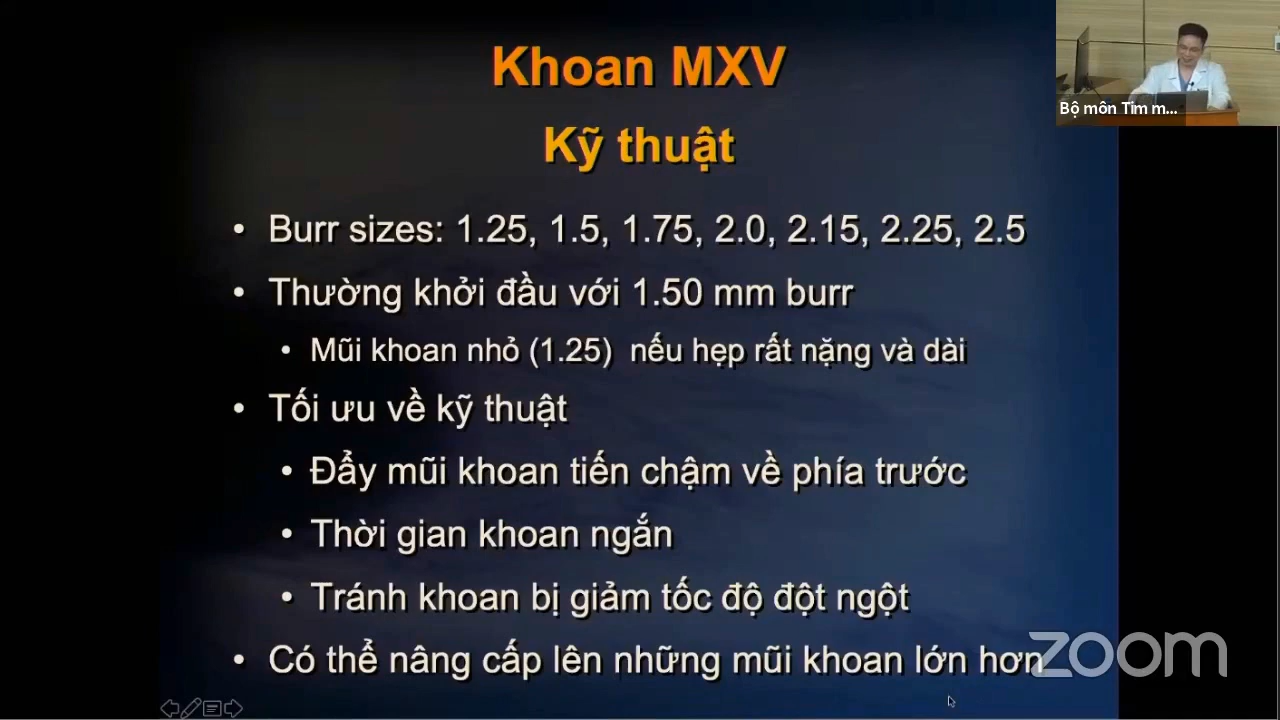 Khoan MXV
Kỹ thuật
• Burr sizes: 1.25, 1.5, 1.75, 2.0, 2.15, 2.25, 2.5
• Thường khởi đầu với 1.50 mm burr
• Mũi khoan nhỏ (1.25) nếu hẹp rất nặng và dài
• Tối ưu về kỹ thuật
• Đẩy mũi khoan tiến chậm về phía trước
• Thời gian khoan ngắn
• Tránh khoan bị giảm tốc độ đột ngột
• Có thể nâng cấp lên những mũi khoan lớn hơn
Bộ môn Tim m...
zoom